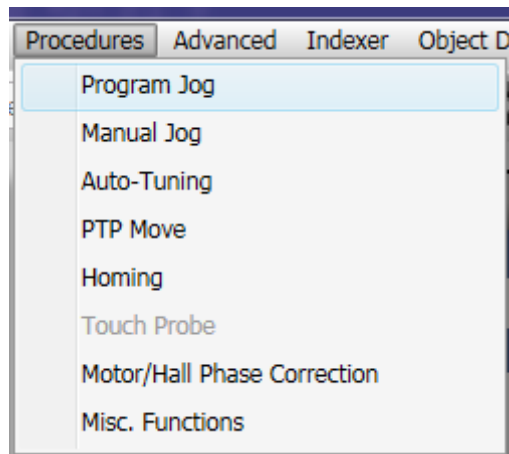 Procedures Advanced Indexer Object D
Program Jog
Manual Jog
Auto-Tuning
PTP Move
Homing
Touch Probe
Motor/Hall Phase Correction
Misc. Functions